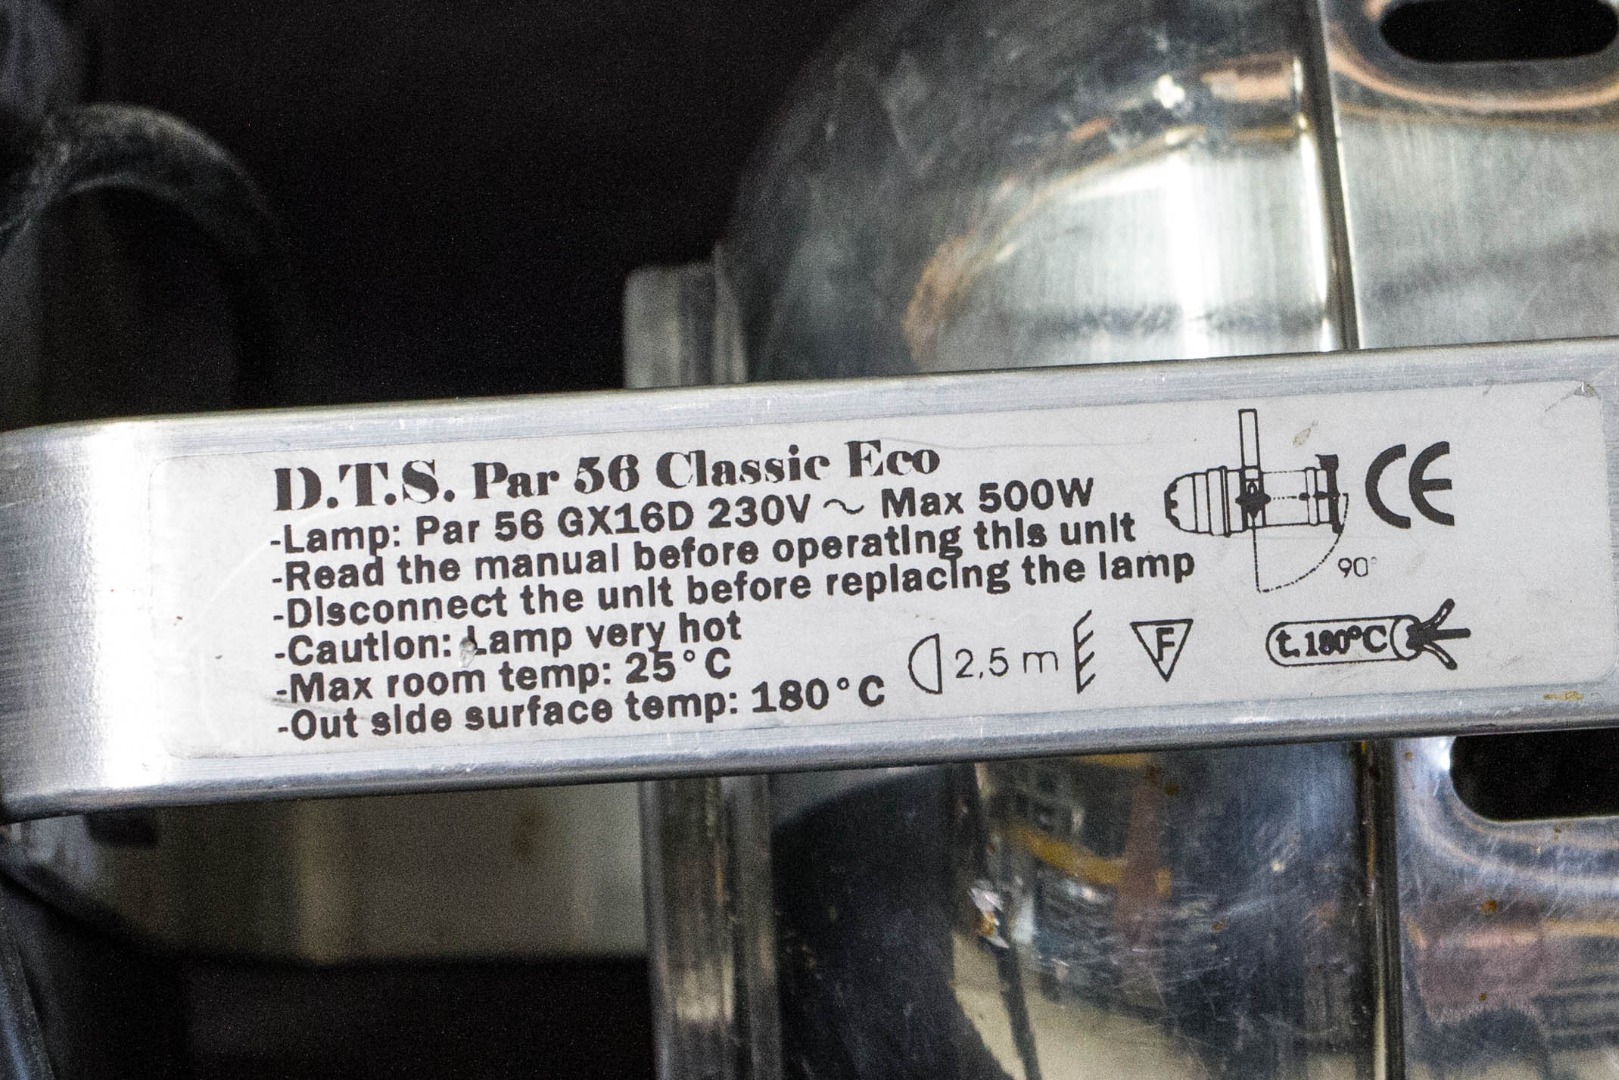 D.T.S. Par 56 Classic Eco
-Lamp: Par 56 GX16D 230V ~ Max 500W
-Read the manual before operating this unit
-Disconnect the unit before replacing the lamp
-Caution: Lamp very hot
-Max room temp: 25°C
-Out side surface temp: 180°C
2,5 m
F
t.180°C
90°
CE